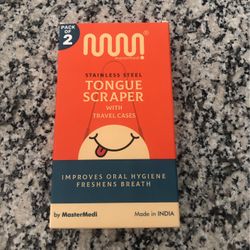 PACK
OF
2
STAINLESS STEEL
TONGUE
SCRAPER
WITH
TRAVEL CASES
IMPROVES ORAL HYGIENE
FRESHENS BREATH
by MasterMedi
Made in INDIA